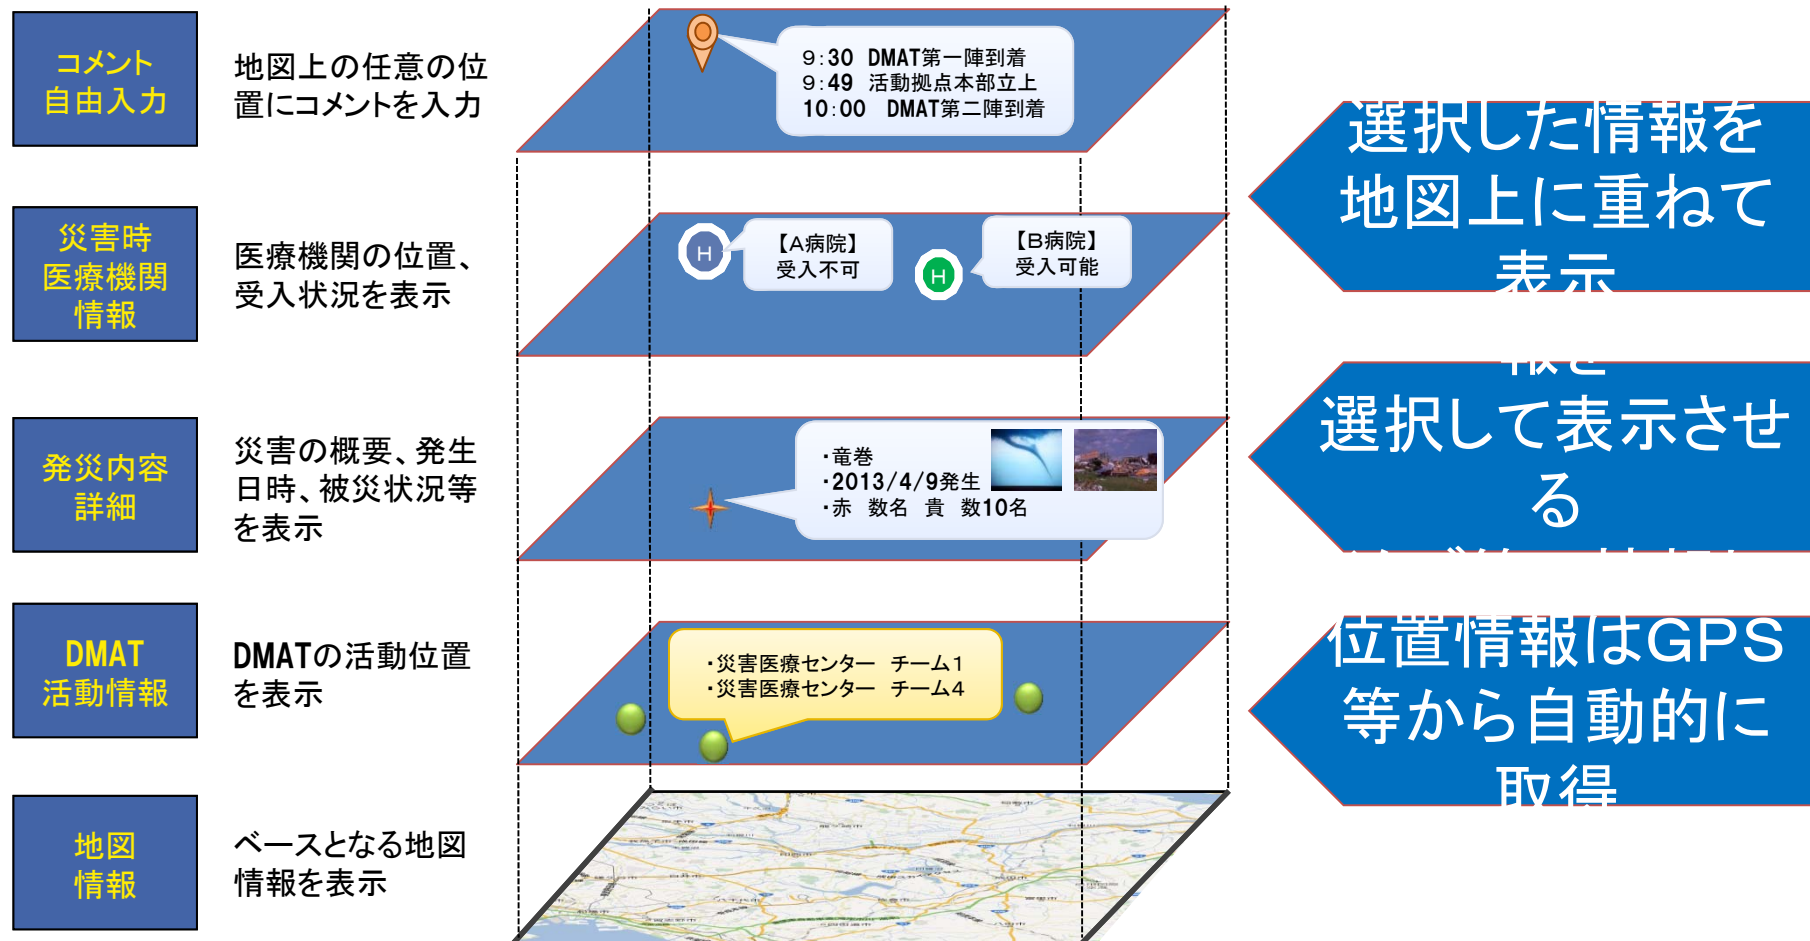 コメント
自由入力
地図上の任意の位
置にコメントを入力
9:30 DMAT第一陣到着
9:49 活動拠点本部立上
10:00 DMAT第二陣到着
選択した情報を
地図上に重ねて
表示
災害時
医療機関
情報
医療機関の位置、
受入状況を表示
H
【A病院】
受入不可
H
【B病院】
受入可能
発災内容
詳細
災害の概要、発生
日時、被災状況等
を表示
・竜巻
・2013/4/9発生
・赤 数名 貴 数10名
報を
選択して表示させ
る
DMAT
活動情報
DMATの活動位置
を表示
・災害医療センター チーム1
・災害医療センター チーム4
位置情報はGPS
等から自動的に
取得
地図
情報
ベースとなる地図
情報を表示